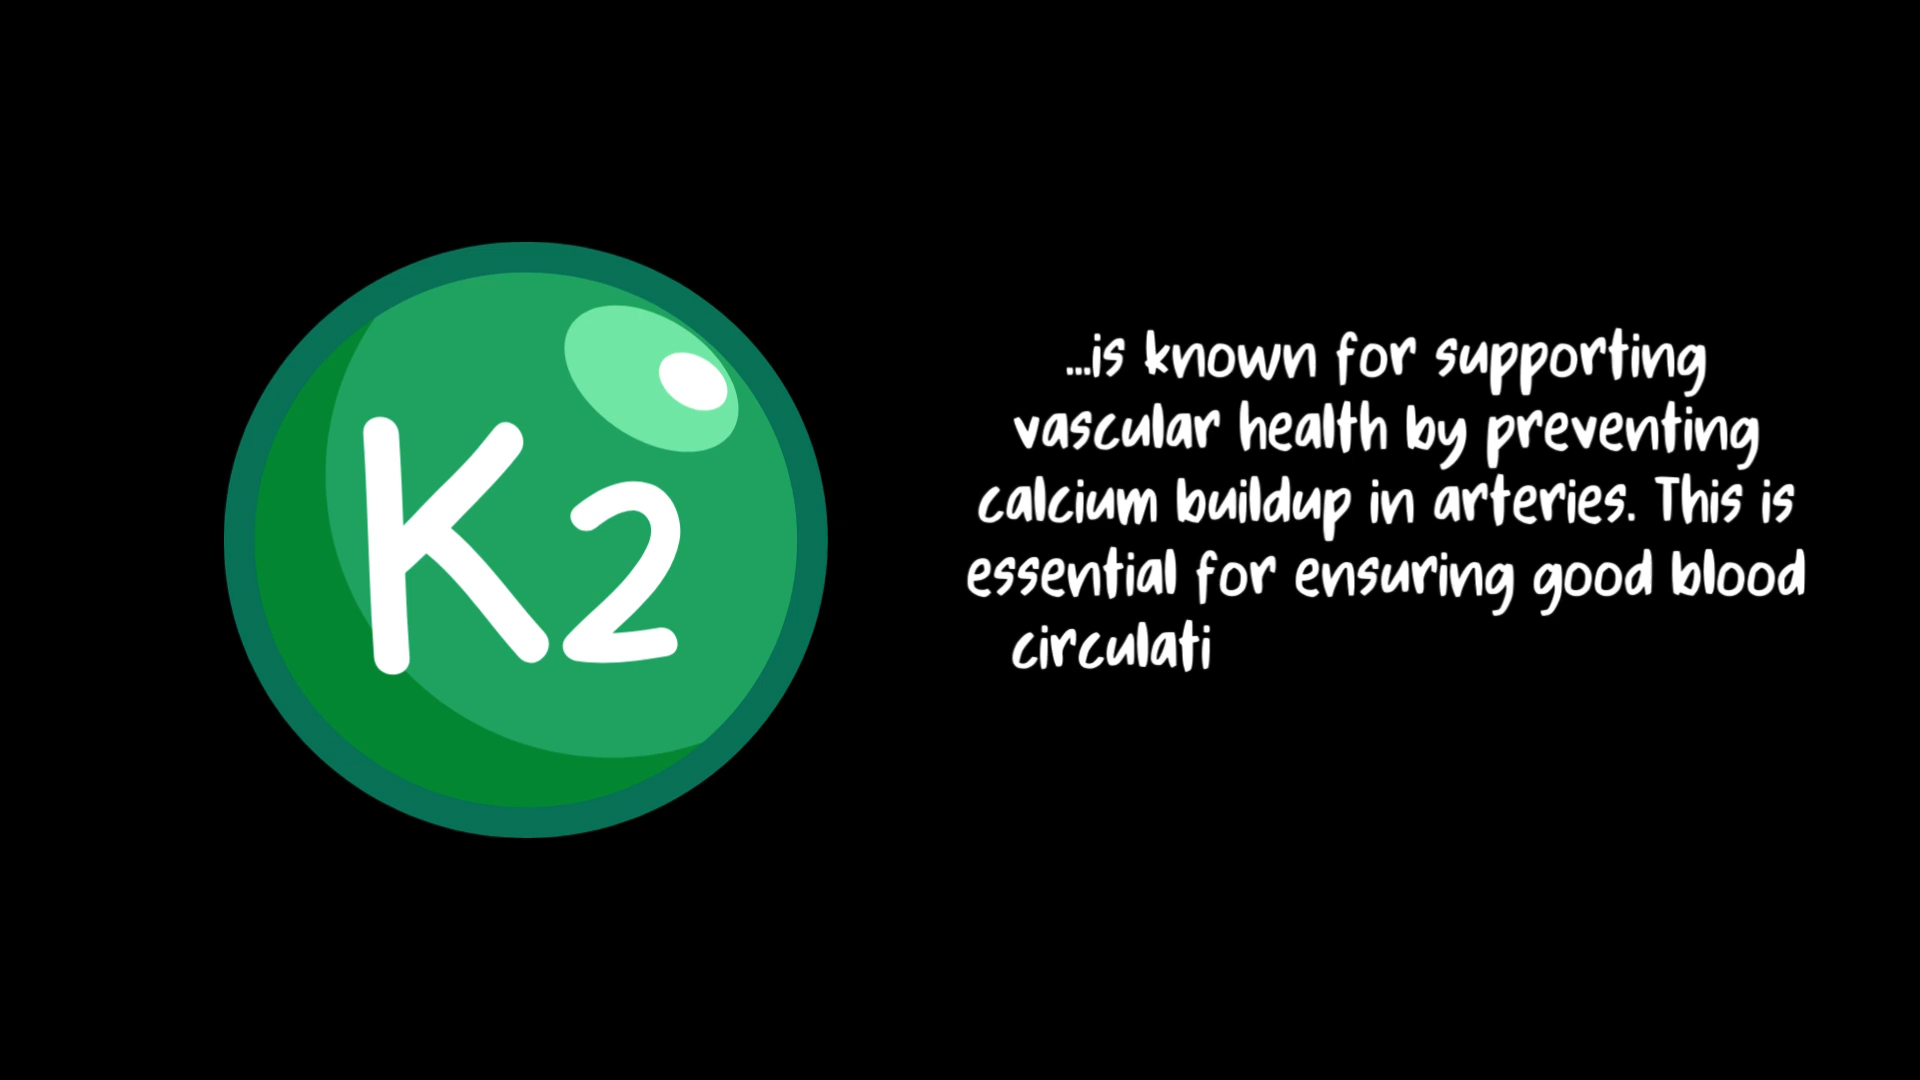 K2
...is known for supporting
vascular health by preventing
calcium buildup in arteries. This is
essential for ensuring good blood
circulati